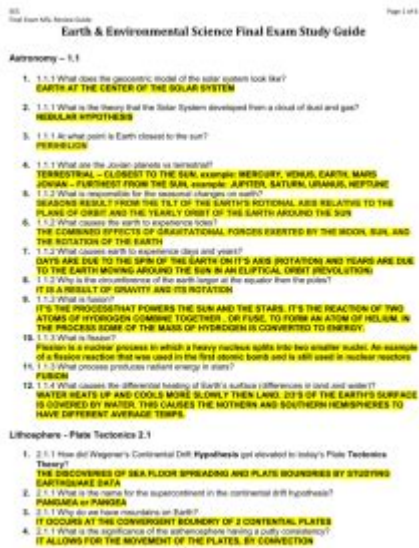 Page 1 of 6
Earth & Environmental Science Final Exam Study Guide
Astronomy – 1.1
1. 1.1.1 What does the geocentric model of the solar system look like?
EARTH AT THE CENTER OF THE SOLAR SYSTEM
2. 1.1.1 What is the theory that the Solar System developed from a cloud of dust and gas?
NEBULAR HYPOTHESIS
3. 1.1.1 At what point is Earth closest to the sun?
PERIHELION
4. 1.1.1 What are the Jovian planets vs terrestrial?
TERRESTRIAL – CLOSEST TO THE SUN, example: MERCURY, VENUS, EARTH, MARS
JOVIAN – FURTHEST FROM THE SUN, example: JUPITER, SATURN, URANUS, NEPTUNE
5. 1.1.2 What is responsible for the seasonal changes on earth?
SEASONS RESULT FROM THE TILT OF THE EARTH'S ROTIONAL AXIS RELATIVE TO THE
PLANE OF ORBIT AND THE YEARLY ORBIT OF THE EARTH AROUND THE SUN
6. 1.1.2 What causes the earth to experience tides?
THE COMBINED EFFECTS OF GRAVITATIONAL FORCES EXERTED BY THE MOON, SUN, AND
THE ROTATION OF THE EARTH
7. 1.1.2 What causes earth to experience days and years?
DAYS ARE DUE TO THE SPIN OF THE EARTH ON IT'S AXIS (ROTATION) AND YEARS ARE DUE
TO THE EARTH MOVING AROUND THE SUN IN AN ELIPTICAL ORBIT (REVOLUTION)
8. 1.1.2 Why is the circumference of the earth larger at the equator then the poles?
IT IS A RESULT OF GRAVITY AND ITS ROTATION
9. 1.1.3 What is fusion?
IT'S THE PROCESS THAT POWERS THE SUN AND THE STARS. IT'S THE REACTION OF TWO
ATOMS OF HYDROGEN COMBINE TOGETHER , OR FUSE, TO FORM AN ATOM OF HELIUM. IN
THE PROCESS SOME OF THE MASS OF HYDROGEN IS CONVERTED TO ENERGY.
10. 1.1.3 What is fission?
Fission is a nuclear process in which a heavy nucleus splits into two smaller nuclei. An example
of a fission reaction that was used in the first atomic bomb and is still used in nuclear reactors
11. 1.1.3 What process produces radiant energy in stars?
FUSION
12. 1.1.4 What causes the differential heating of Earth's surface (differences in land and water)?
WATER HEATS UP AND COOLS MORE SLOWLY THEN LAND. 2/3'S OF THE EARTH'S SURFACE
IS COVERED BY WATER. THIS CAUSES THE NOTHERN AND SOUTHERN HEMISPHERES TO
HAVE DIFFERENT AVERAGE TEMPS.
Lithosphere – Plate Tectonics 2.1
1. 2.1.1 How did Wegener's Continental Drift Hypothesis get elevated to today's Plate Tectonics
Theory?
THE DISCOVERIES OF SEA FLOOR SPREADING AND PLATE BOUNDRIES BY STUDYING
EARTHQUAKE DATA
2. 2.1.1 What is the name for the supercontinent in the continental drift hypothesis?
PANGAEA or PANGEA
3. 2.1.1 Why do we have mountains on Earth?
IT OCCURS AT THE CONVERGENT BOUNDRY OF 2 CONTENTIAL PLATES
4. 2.1.1 What is the significance of the asthenosphere having a putty consistency?
IT ALLOWS FOR THE MOVEMENT OF THE PLATES, BY CONVECTION